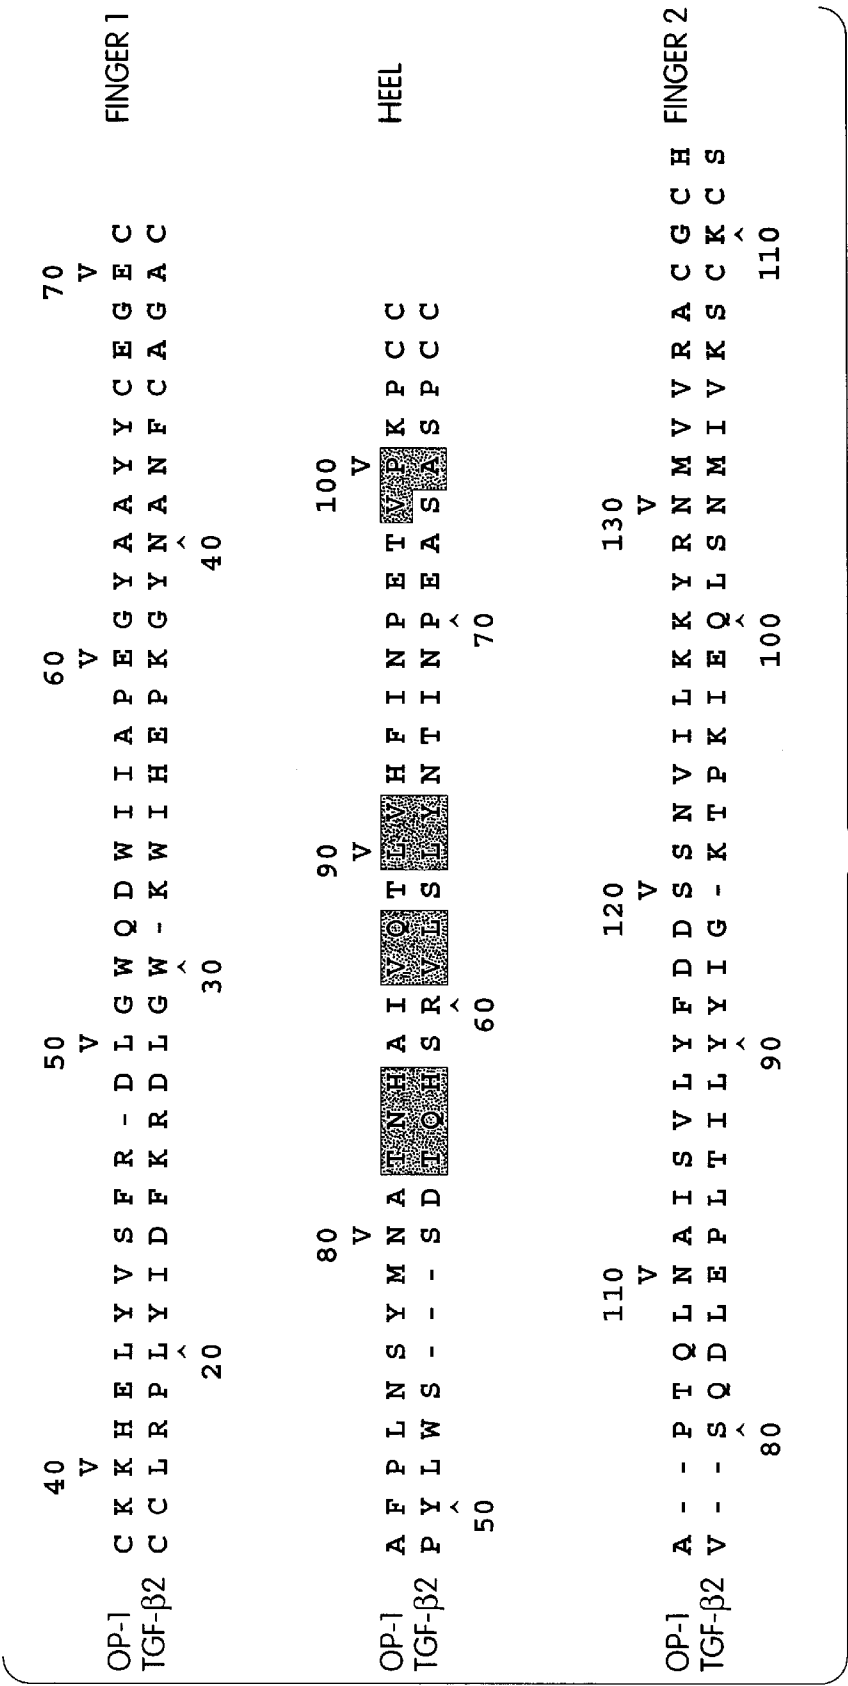 40 50 60 70
V V V V
OP-1 C K K H E L Y V S F R - D L G W Q D W I I A P E G Y A A Y Y C E G E C FINGER 1
TGF-β2 C C L R P L Y I D F K R D L G W - K W I H E P K G Y N A N F C A G A C
^ ^ ^
20 30 40
80 90 100
V V V
OP-1 A F P L N S Y M N A T N H A I V Q T L V H F I N P E T V P K P C C HEEL
TGF-β2 P Y L W S - - - S D T Q H S R V L S L Y N T I N P E A S A S P C C
^ ^ ^
50 60 70
110 120 130
V V V
OP-1 A - - P T Q L N A I S V L Y F D D S S N V I L K K Y R N M V V R A C G C H FINGER 2
TGF-β2 V - - S Q D L E P L T I L Y Y I G - K T P K I E Q L S N M I V K S C K C S
^ ^ ^ ^
80 90 100 110